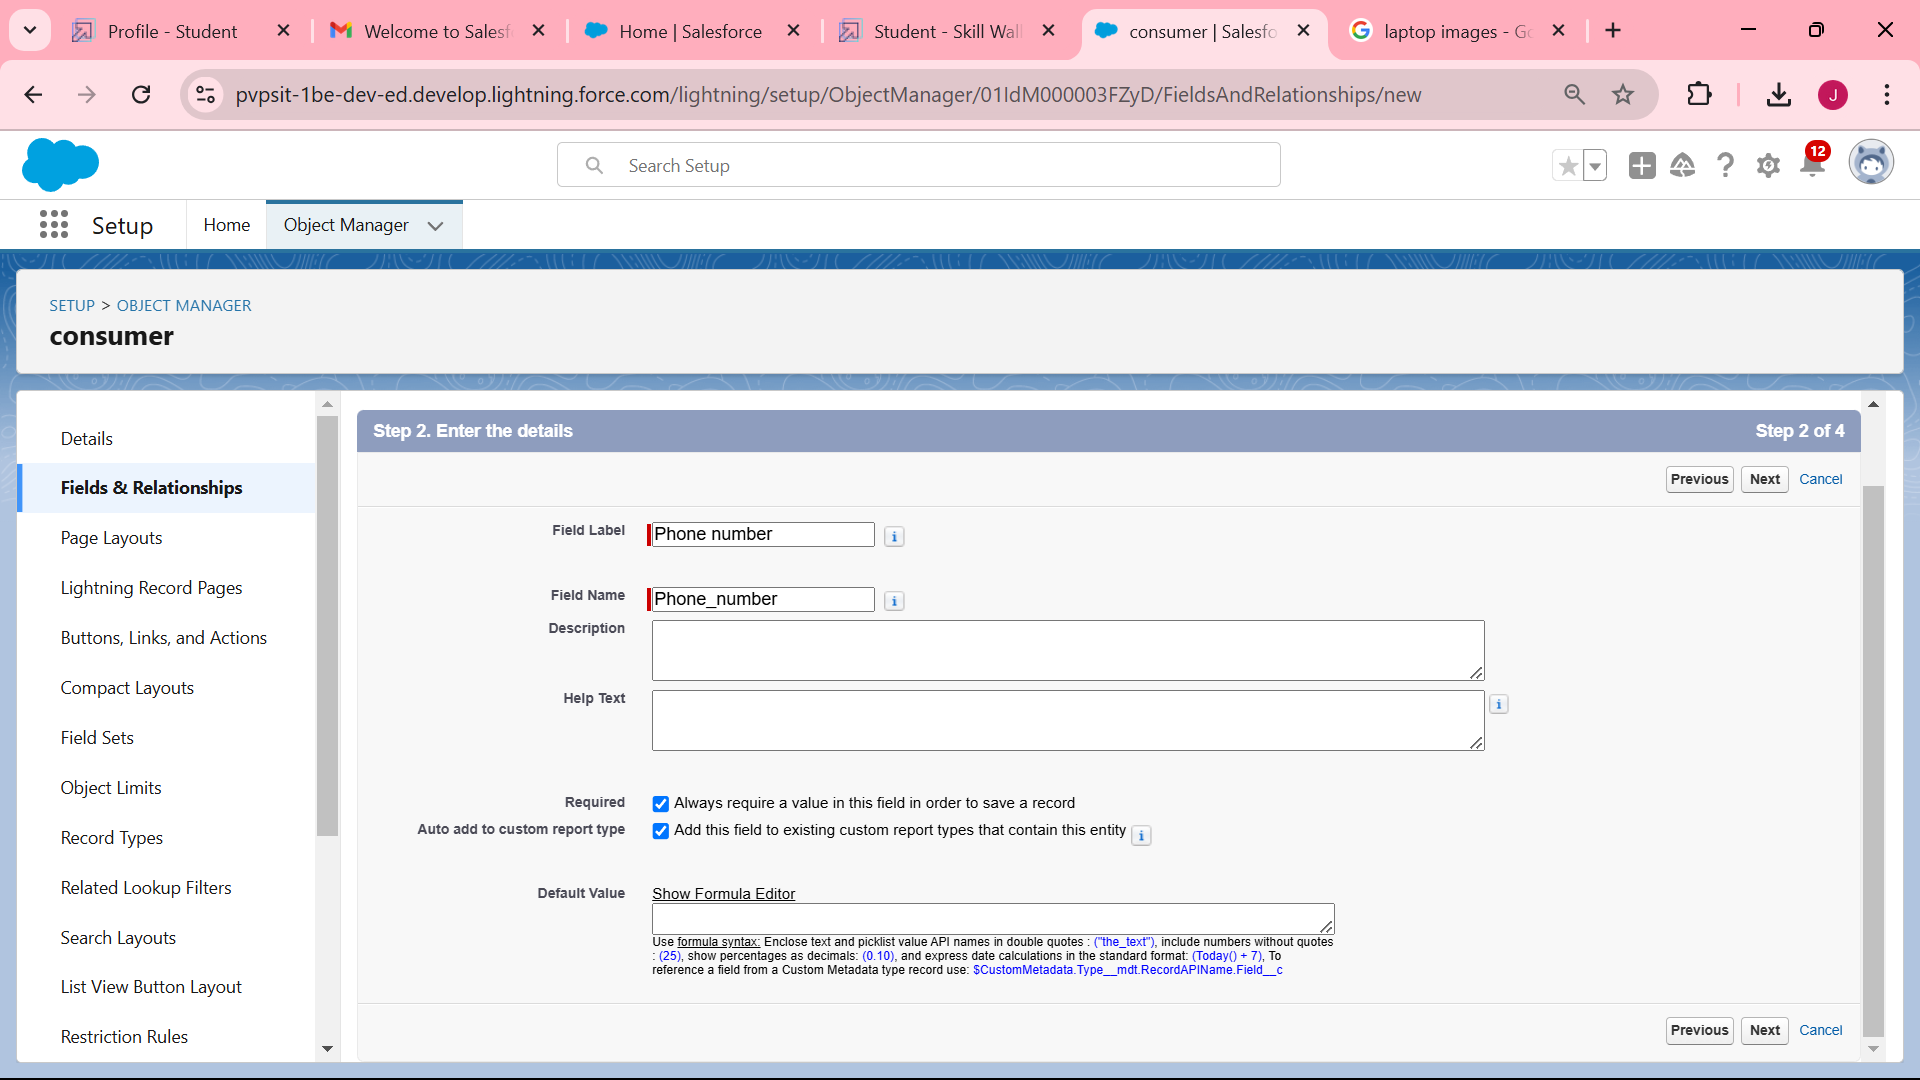 Profile - Student
Welcome to Salesf
Home | Salesforce
Student - Skill Wall
consumer | Salesfo
laptop images - Go
pvpsit-1be-dev-ed.develop.lightning.force.com/lightning/setup/ObjectManager/01IdM000003FZyD/FieldsAndRelationships/new
J
Search Setup
12
Setup
Home
Object Manager
SETUP > OBJECT MANAGER
consumer
Details
Fields & Relationships
Page Layouts
Lightning Record Pages
Buttons, Links, and Actions
Compact Layouts
Field Sets
Object Limits
Record Types
Related Lookup Filters
Search Layouts
List View Button Layout
Restriction Rules
Step 2. Enter the details
Step 2 of 4
Previous
Next
Cancel
Field Label
Phone number
i
Field Name
Phone_number
i
Description
Help Text
i
Required
Always require a value in this field in order to save a record
Auto add to custom report type
Add this field to existing custom report types that contain this entity
i
Default Value
Show Formula Editor
Use formula syntax: Enclose text and picklist value API names in double quotes : ("the_text"), include numbers without quotes
: (25), show percentages as decimals: (0.10), and express date calculations in the standard format: (Today() + 7), To
reference a field from a Custom Metadata type record use: $CustomMetadata.Type__mdt.RecordAPIName.Field__c
Previous
Next
Cancel